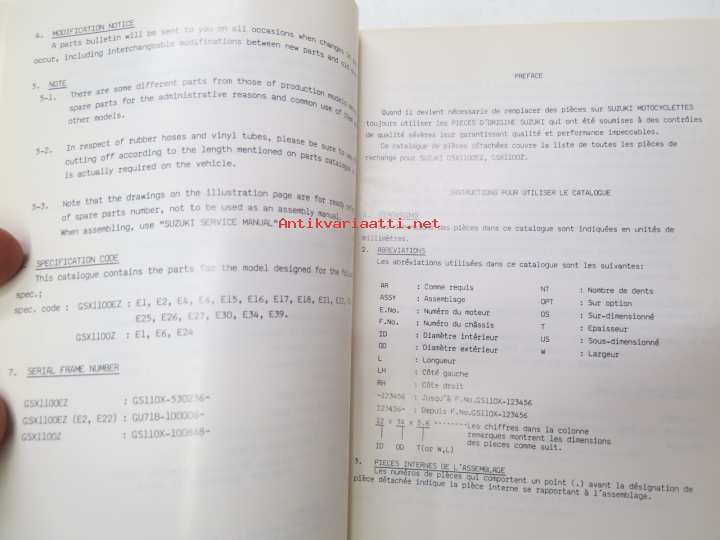 4. MODIFICATION NOTICE
A parts bulletin will be sent to you on all occasions when changes
occur, including interchangeable modifications between new parts and old
5. NOTE
5-1. There are some different parts from those of production models
spare parts for the administrative reasons and common use of
other models.
5-2. In respect of rubber hoses and vinyl tubes, please be sure to
cutting off according to the length mentioned on parts catalogue
is actually required on the vehicle.
5-3. Note that the drawings on the illustration page are for ready
of spare parts number, not to be used as an assembly manual.
When assembling, use "SUZUKI SERVICE MANUAL"
SPECIFICATION CODE
This catalogue contains the parts for the model designed for the
spec.;
spec. code : GSX1100EZ : E1, E2, E4, E6, E15, E16, E17, E18, E21, E22,
E25, E26, E27, E30, E34, E39.
GSX1100Z : E1, E6, E24
7. SERIAL FRAME NUMBER
GSX1100EZ : GS110X-530236-
GSX1100EZ (E2, E22) : GU71B-100006-
GSX1100Z : GS110X-100848-
PREFACE
Quand il devient nécessarie de remplacer des pièces sur SUZUKI MOTOCYCLETTES
toujours utiliser les PIECES D'ORIGINE SUZUKI qui ont été soumises à des contrôles
de qualité sévères leur garantissant qualité et performance impeccables.
Ce catalogue de pièces détachées couvre la liste de toutes les pièces de
rechange pour SUZUKI GSX1100EZ, GSX1100Z.
INSTRUCTIONS POUR UTILISER LE CATALOGUE
1. DIMENSIONS
des pièces dans ce catalogue sont indiquées en unités de
millimètres.
Antikvariaatti.net
2. ABREVIATIONS
Les abréviations utilisées dans ce catalogue sont les suivantes:
AR : Comme requis NT : Nombre de dents
ASSY : Assemblage OPT : Sur option
E.No. : Numéro du moteur OS : Sur-dimensionné
F.No. : Numéro du châssis T : Epaisseur
ID : Diamètre intérieur US : Sous-dimensionné
OD : Diamètre extérieur W : Largeur
L : Longueur
LH : Côté gauche
RH : Côte droit
-123456 : Jusqu'à F.No.GS110X-123456
123456- : Depuis F.No.GS110X-123456
22 x 34 x 5.6 ------- Les chiffres dans la colonne
remarques montrent les dimensions
des pieces comme suit.
ID OD T(or W,L)
3. PIECES INTERNES DE L'ASSEMBLAGE
Les numéros de pièces qui comportent un point (.) avant la désignation de
pièce détachée indique la pièce interne se rapportant à l'assemblage.